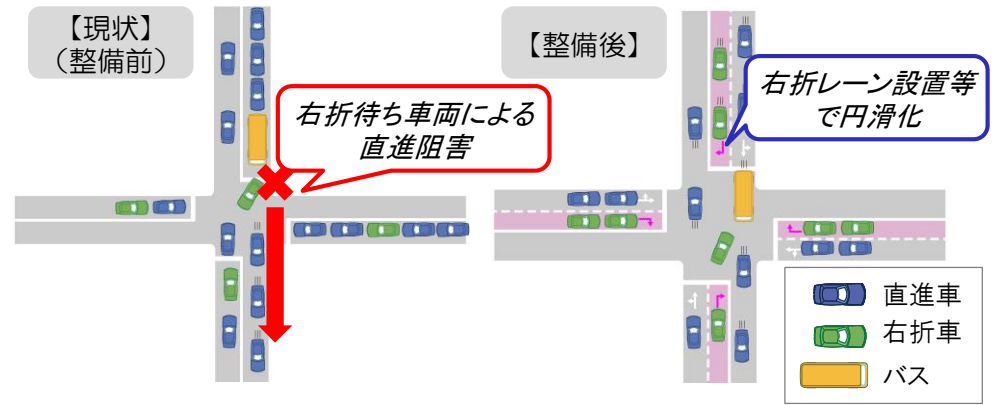 【現状】
（整備前）
右折待ち車両による
直進阻害
【整備後】
右折レーン設置等
で円滑化
直進車
右折車
バス